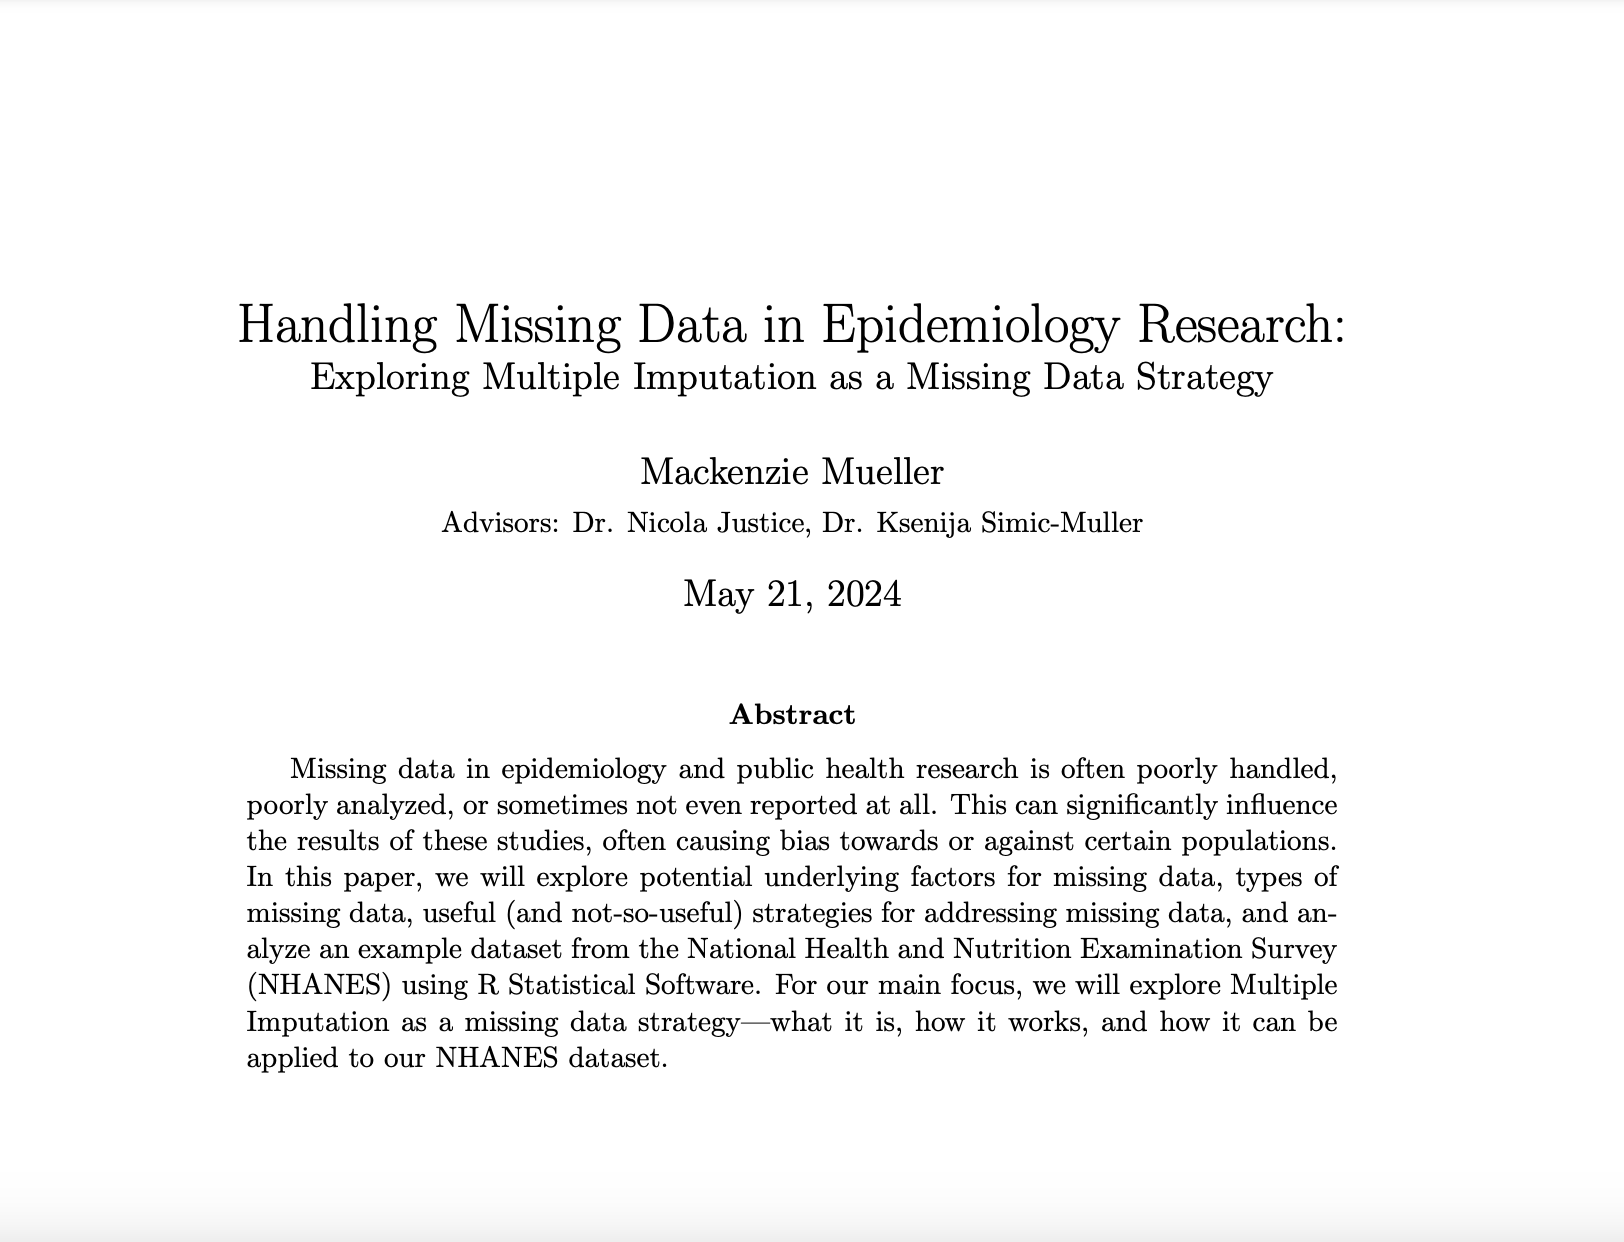 Handling Missing Data in Epidemiology Research:
Exploring Multiple Imputation as a Missing Data Strategy
Mackenzie Mueller
Advisors: Dr. Nicola Justice, Dr. Ksenija Simic-Muller
May 21, 2024
Abstract
Missing data in epidemiology and public health research is often poorly handled,
poorly analyzed, or sometimes not even reported at all. This can significantly influence
the results of these studies, often causing bias towards or against certain populations.
In this paper, we will explore potential underlying factors for missing data, types of
missing data, useful (and not-so-useful) strategies for addressing missing data, and an-
alyze an example dataset from the National Health and Nutrition Examination Survey
(NHANES) using R Statistical Software. For our main focus, we will explore Multiple
Imputation as a missing data strategy—what it is, how it works, and how it can be
applied to our NHANES dataset.